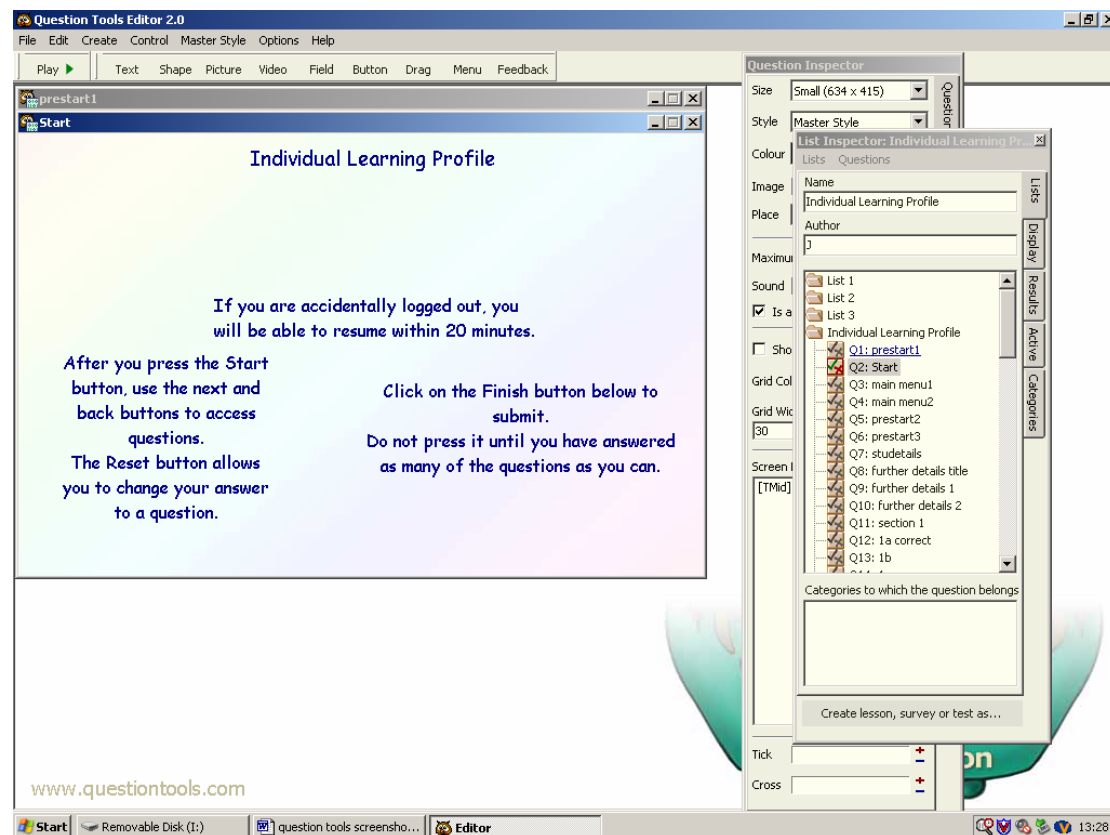 Question Tools Editor 2.0
File Edit Create Control Master Style Options Help
Play Text Shape Picture Video Field Button Drag Menu Feedback
prestart1
Start
Individual Learning Profile
If you are accidentally logged out, you
will be able to resume within 20 minutes.
After you press the Start
button, use the next and
back buttons to access
questions.
The Reset button allows
you to change your answer
to a question.
Click on the Finish button below to
submit.
Do not press it until you have answered
as many of the questions as you can.
www.questiontools.com
Question Inspector
Size Small (634 x 415)
Style Master Style
Colour
Image
Place
Sound
Is a
Sho
Grid Col
Grid Wid
30
Screen
[TMid]
Tick
Cross
Question
List Inspector: Individual Learning Pr...
Lists Questions
Name
Individual Learning Profile
Author
J
List 1
List 2
List 3
Individual Learning Profile
Q1: prestart1
Q2: Start
Q3: main menu1
Q4: main menu2
Q5: prestart2
Q6: prestart3
Q7: studetails
Q8: further details title
Q9: further details 1
Q10: further details 2
Q11: section 1
Q12: 1a correct
Q13: 1b
Categories to which the question belongs
Create lesson, survey or test as...
Lists
Display
Results
Active
Categories
on
Start Removable Disk (I:) question tools screensho... Editor 13:28